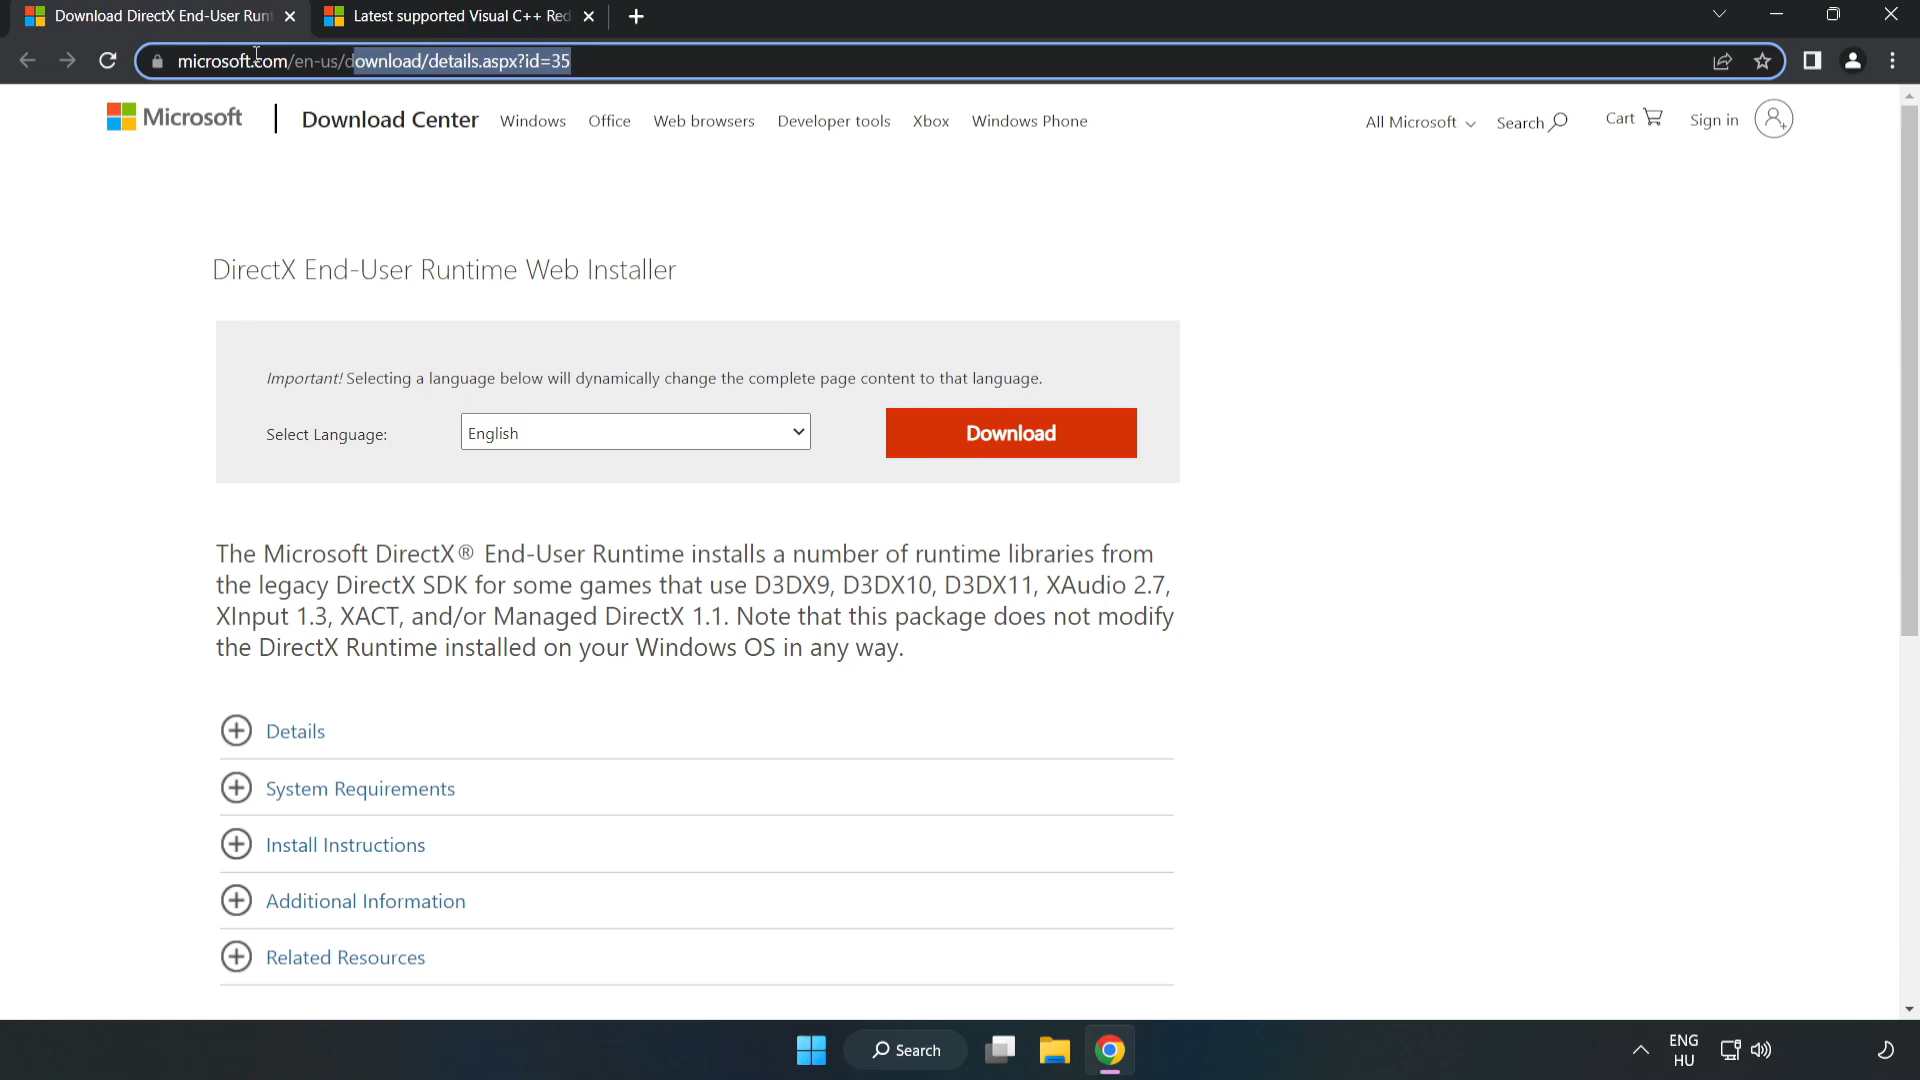 Download DirectX End-User Runt
Latest supported Visual C++ Red
microsoft.com/en-us/download/details.aspx?id=35
Microsoft
Download Center
Windows
Office
Web browsers
Developer tools
Xbox
Windows Phone
All Microsoft
Search
Cart
Sign in
DirectX End-User Runtime Web Installer
Important! Selecting a language below will dynamically change the complete page content to that language.
Select Language:
English
Download
The Microsoft DirectX® End-User Runtime installs a number of runtime libraries from
the legacy DirectX SDK for some games that use D3DX9, D3DX10, D3DX11, XAudio 2.7,
XInput 1.3, XACT, and/or Managed DirectX 1.1. Note that this package does not modify
the DirectX Runtime installed on your Windows OS in any way.
Details
System Requirements
Install Instructions
Additional Information
Related Resources
Search
ENG
HU